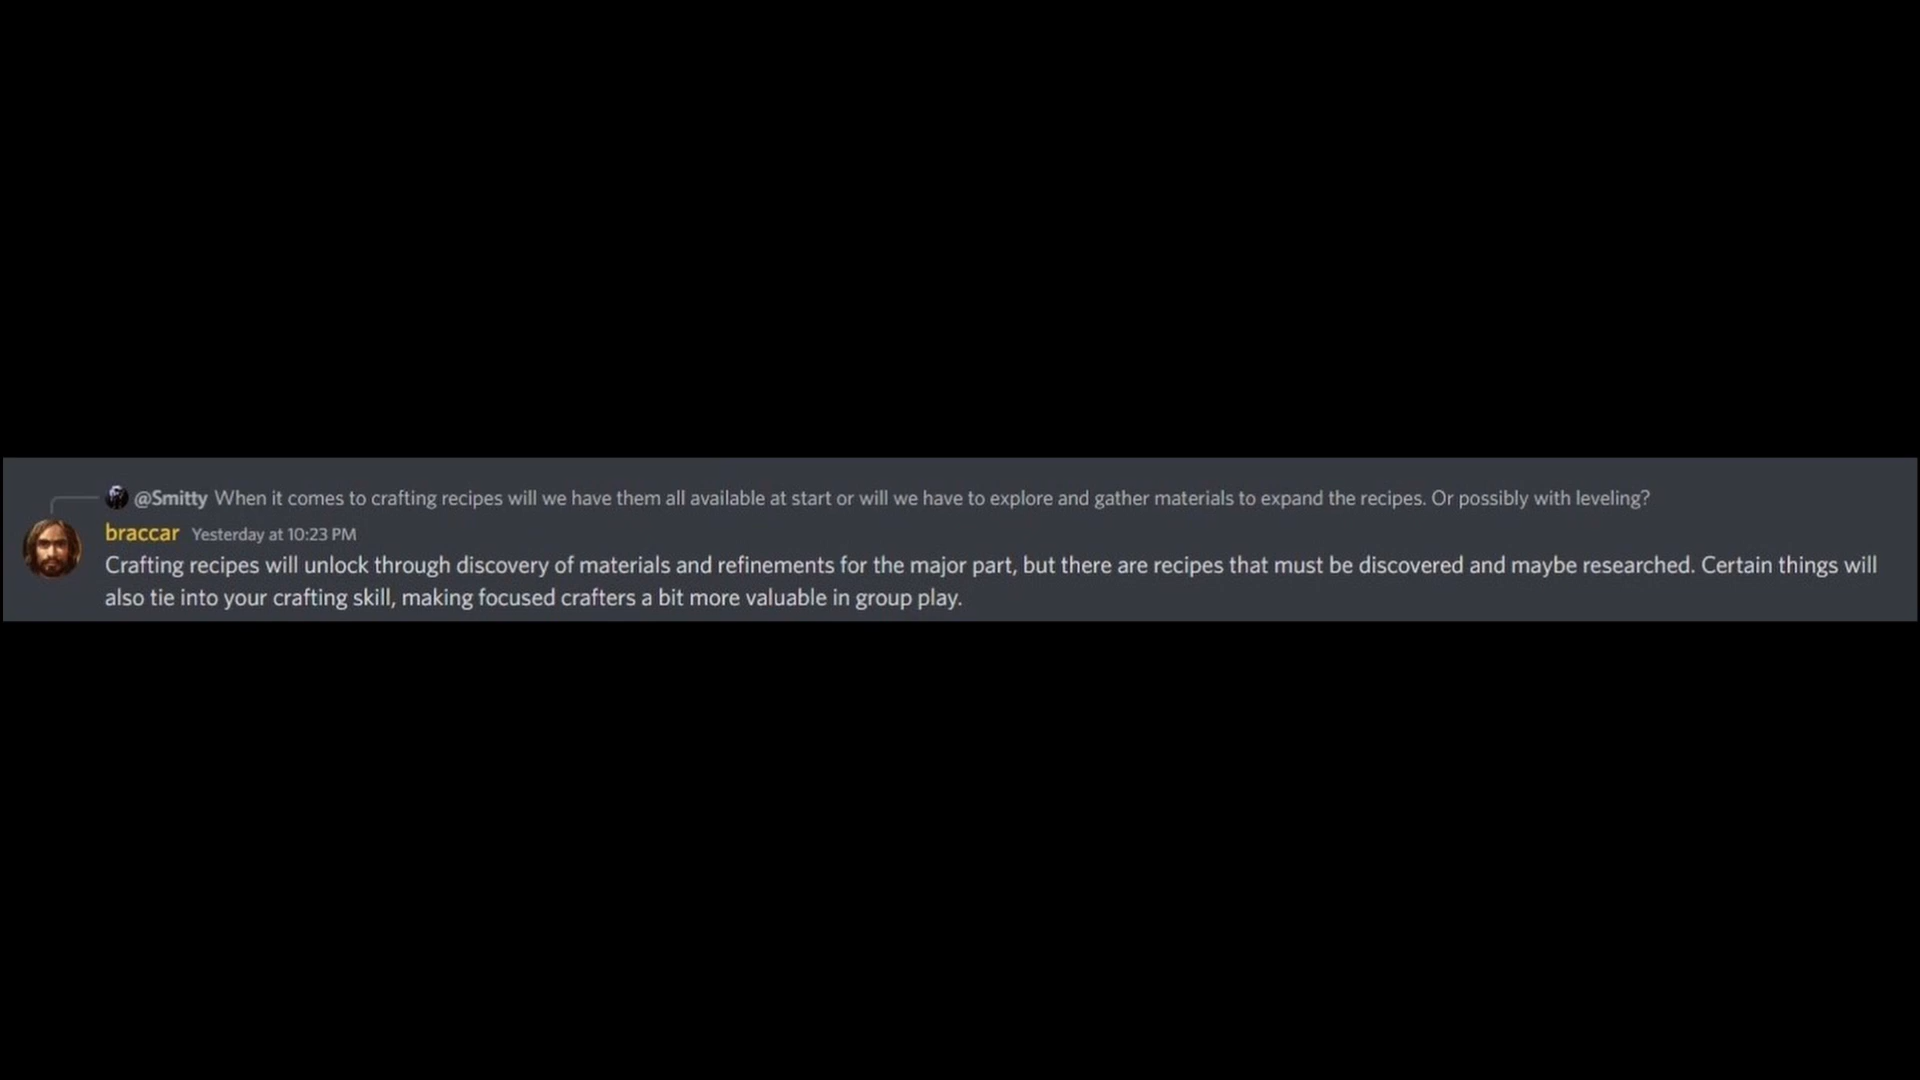 @Smitty When it comes to crafting recipes will we have them all available at start or will we have to explore and gather materials to expand the recipes. Or possibly with leveling?
braccar Yesterday at 10:23 PM
Crafting recipes will unlock through discovery of materials and refinements for the major part, but there are recipes that must be discovered and maybe researched. Certain things will
also tie into your crafting skill, making focused crafters a bit more valuable in group play.